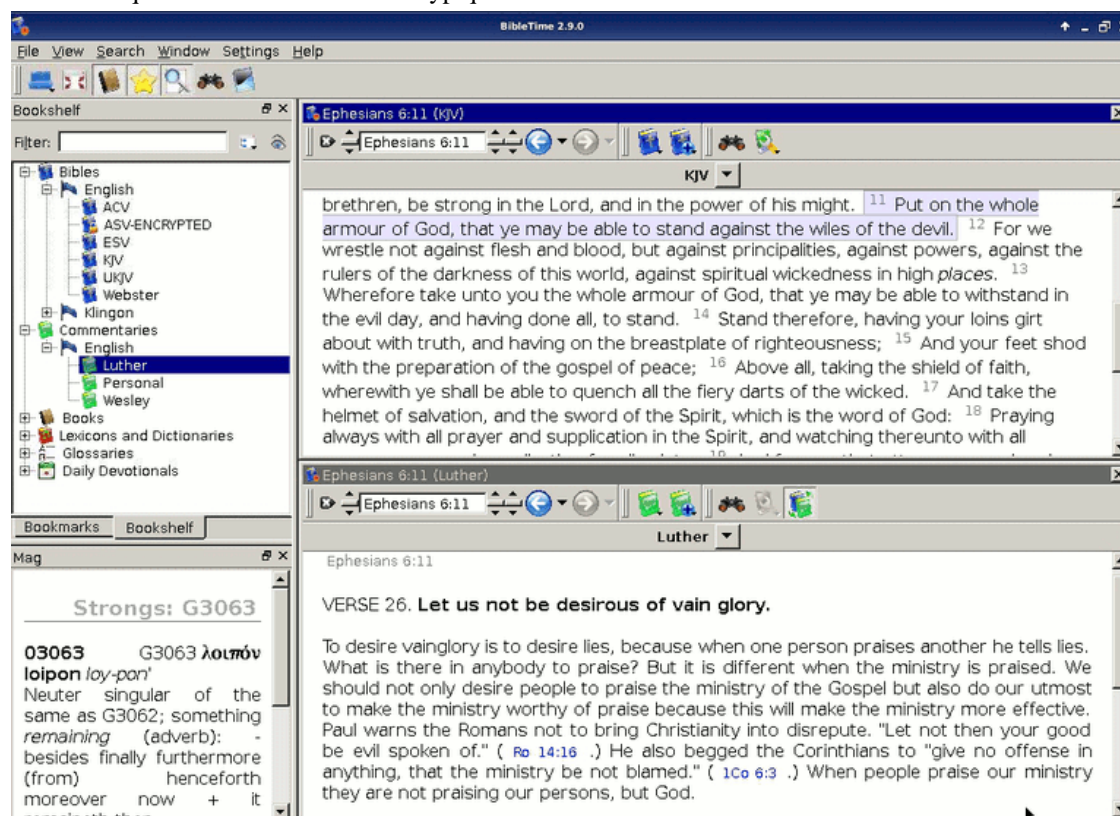 BibleTime 2.9.0
File View Search Window Settings Help
Bookshelf
Filter:
Bibles
English
ACV
ASV-ENCRYPTED
ESV
KJV
UKJV
Webster
Klingon
Commentaries
English
Luther
Personal
Wesley
Books
Lexicons and Dictionaries
Glossaries
Daily Devotionals
Bookmarks Bookshelf
Mag
Strongs: G3063
03063 G3063 λοιπόν
loipon loy-pon'
Neuter singular of the
same as G3062; something
remaining (adverb): -
besides finally furthermore
(from) henceforth
moreover now + it
Ephesians 6:11 (KJV)
Ephesians 6:11
KJV
brethren, be strong in the Lord, and in the power of his might. 11 Put on the whole
armour of God, that ye may be able to stand against the wiles of the devil. 12 For we
wrestle not against flesh and blood, but against principalities, against powers, against the
rulers of the darkness of this world, against spiritual wickedness in high places. 13
Wherefore take unto you the whole armour of God, that ye may be able to withstand in
the evil day, and having done all, to stand. 14 Stand therefore, having your loins girt
about with truth, and having on the breastplate of righteousness; 15 And your feet shod
with the preparation of the gospel of peace; 16 Above all, taking the shield of faith,
wherewith ye shall be able to quench all the fiery darts of the wicked. 17 And take the
helmet of salvation, and the sword of the Spirit, which is the word of God: 18 Praying
always with all prayer and supplication in the Spirit, and watching thereunto with all
Ephesians 6:11 (Luther)
Ephesians 6:11
Luther
Ephesians 6:11
VERSE 26. Let us not be desirous of vain glory.
To desire vainglory is to desire lies, because when one person praises another he tells lies.
What is there in anybody to praise? But it is different when the ministry is praised. We
should not only desire people to praise the ministry of the Gospel but also do our utmost
to make the ministry worthy of praise because this will make the ministry more effective.
Paul warns the Romans not to bring Christianity into disrepute. "Let not then your good
be evil spoken of." ( Ro 14:16 .) He also begged the Corinthians to "give no offense in
anything, that the ministry be not blamed." ( 1Co 6:3 .) When people praise our ministry
they are not praising our persons, but God.